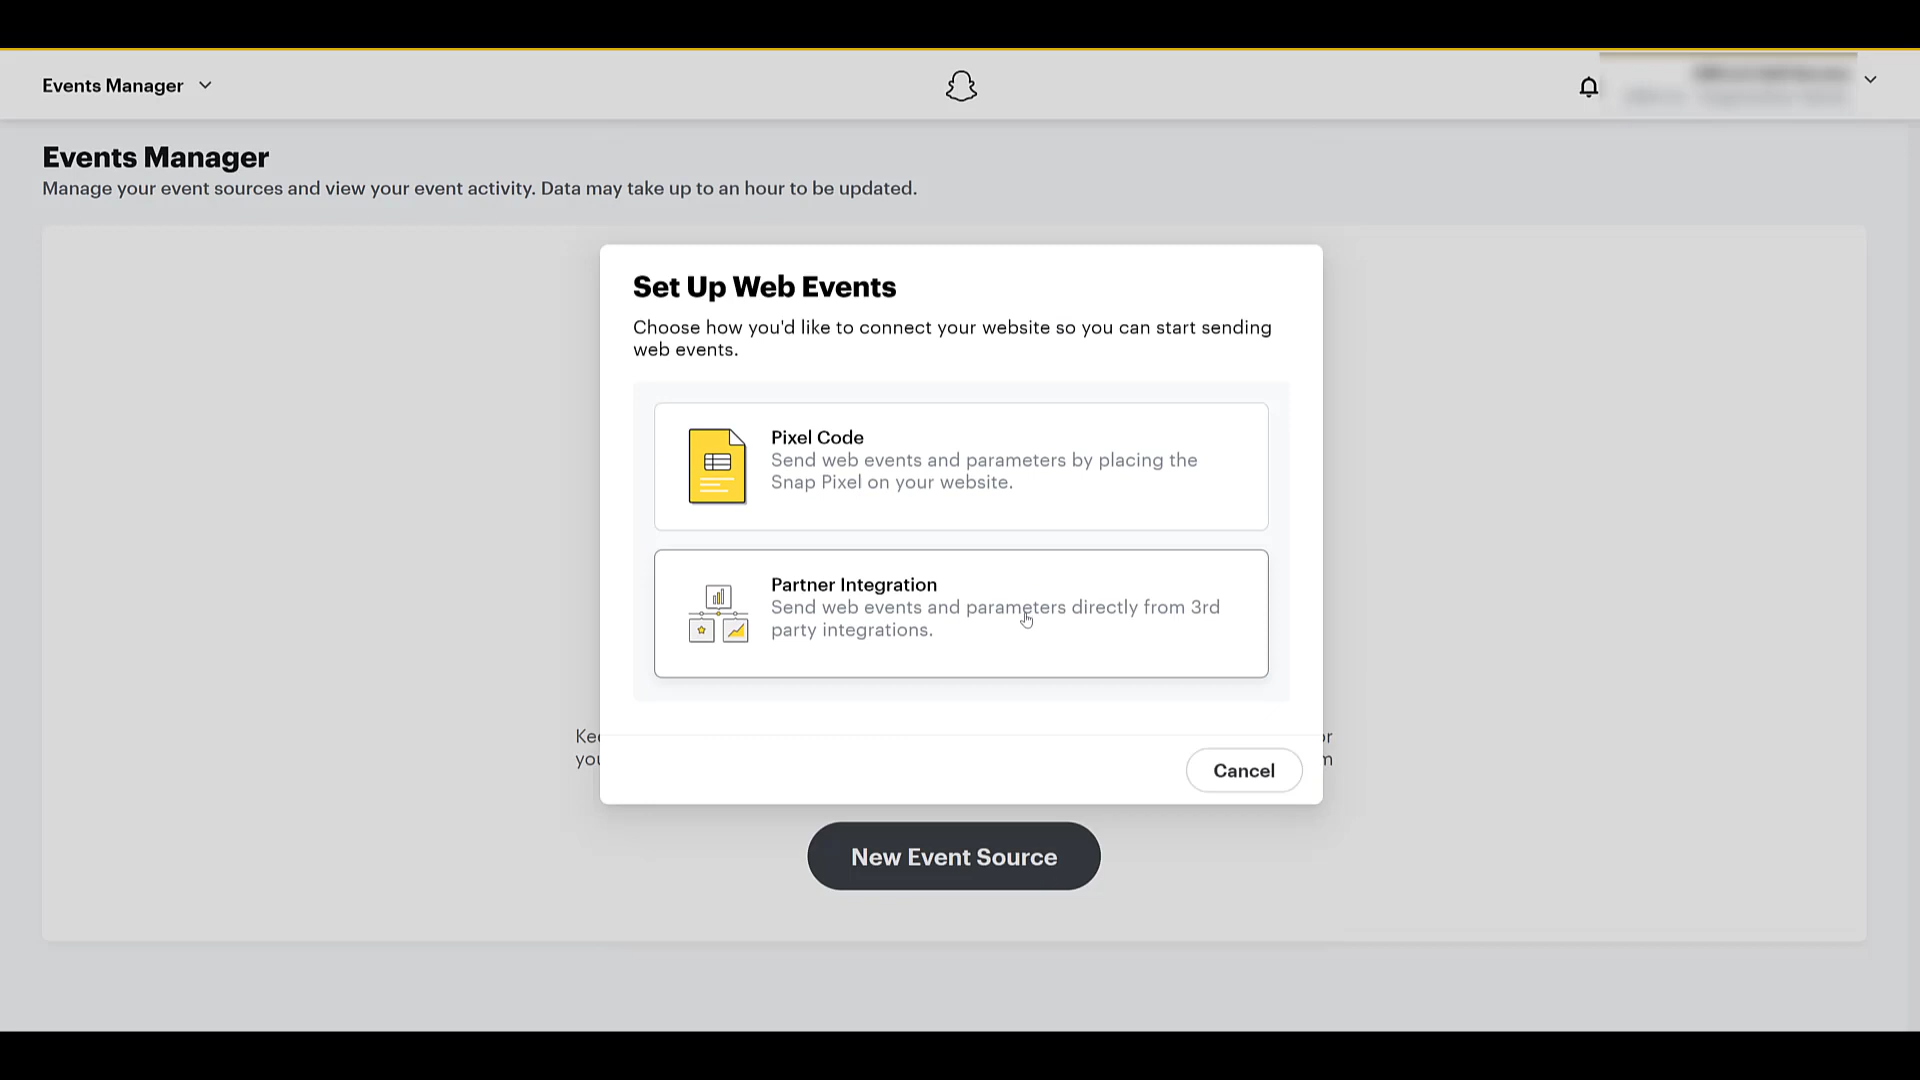 Events Manager
Events Manager
Manage your event sources and view your event activity. Data may take up to an hour to be updated.
Set Up Web Events
Choose how you'd like to connect your website so you can start sending
web events.
Pixel Code
Send web events and parameters by placing the
Snap Pixel on your website.
Partner Integration
Send web events and parameters directly from 3rd
party integrations.
Cancel
New Event Source